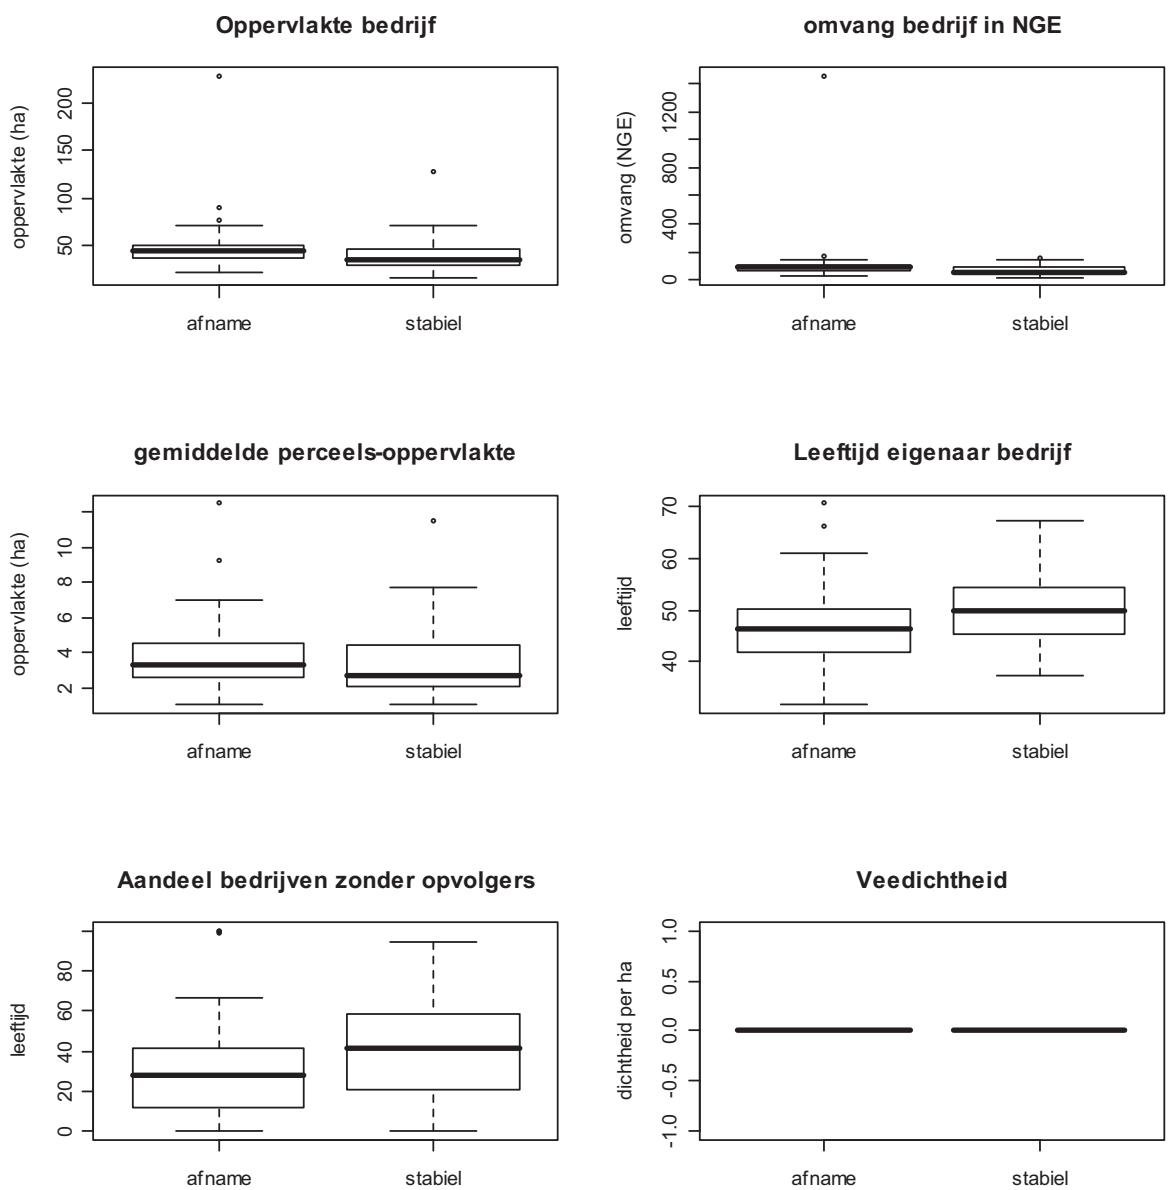 Oppervlakte bedrijf
oppervlakte (ha)
200
150
100
50
afname
stabiel
omvang bedrijf in NGE
omvang (NGE)
1200
800
400
0
afname
stabiel
gemiddelde perceels-oppervlakte
oppervlakte (ha)
10
8
6
4
2
afname
stabiel
Leeftijd eigenaar bedrijf
leeftijd
70
60
50
40
afname
stabiel
Aandeel bedrijven zonder opvolgers
leeftijd
80
60
40
20
0
afname
stabiel
Veedichtheid
dichtheid per ha
1.0
0.5
0.0
-0.5
-1.0
afname
stabiel